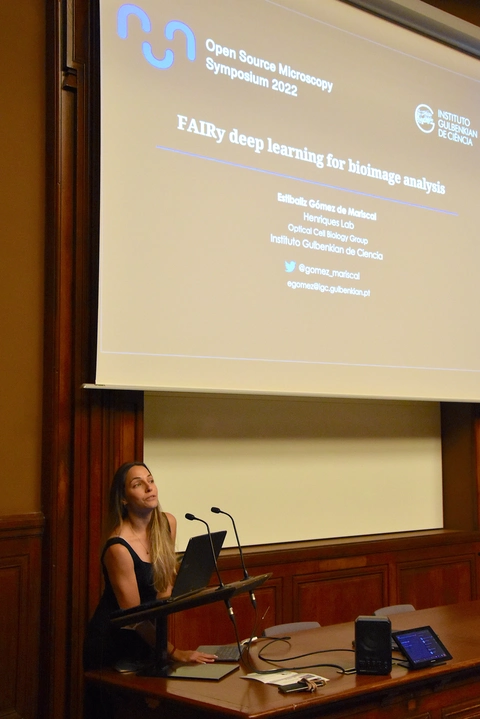 Open Source Microscopy
Symposium 2022
INSTITUTO
GULBENKIAN
DE CIÊNCIA
FAIRy deep learning for bioimage analysis
Estibaliz Gómez de Mariscal
Henriques Lab
Optical Cell Biology Group
Instituto Gulbenkian de Ciencia
@gomez_mariscal
egomez@igc.gulbenkian.pt